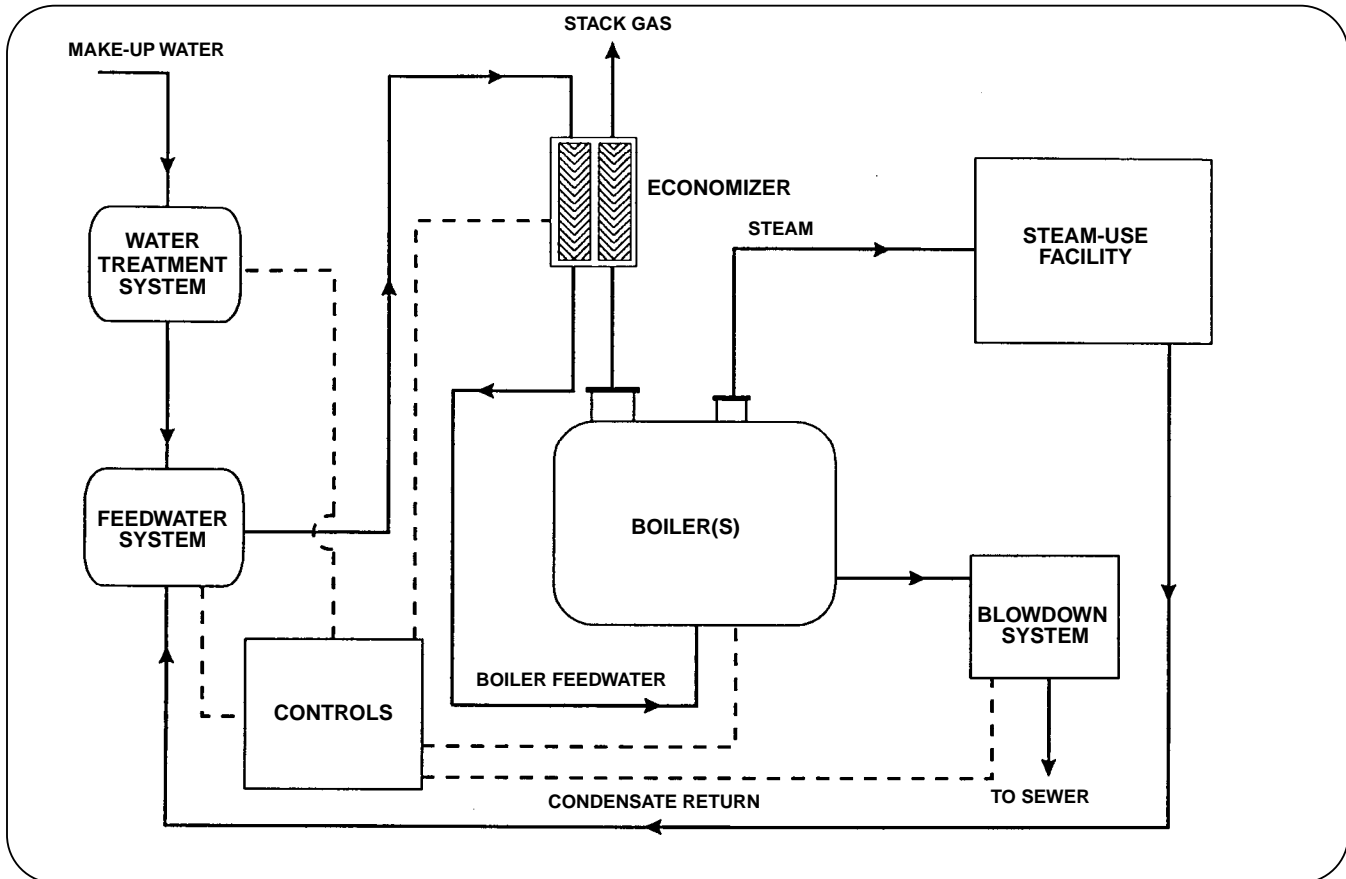 STACK GAS
MAKE-UP WATER
ECONOMIZER
WATER
TREATMENT
SYSTEM
STEAM
STEAM-USE
FACILITY
FEEDWATER
SYSTEM
BOILER(S)
BLOWDOWN
SYSTEM
BOILER FEEDWATER
CONTROLS
TO SEWER
CONDENSATE RETURN